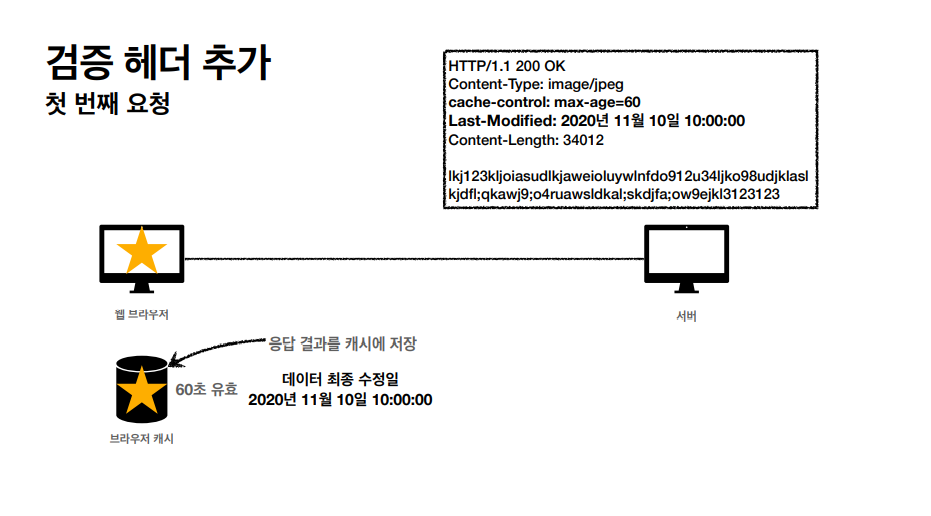 검증 헤더 추가
첫 번째 요청
HTTP/1.1 200 OK
Content-Type: image/jpeg
cache-control: max-age=60
Last-Modified: 2020년 11월 10일 10:00:00
Content-Length: 34012
lkj123kljoiasudlkjaweioluywlnfdo912u34ljko98udjklasl
kjdfl;qkawj9;o4ruawsldkal;skdjfa;ow9ejkl3123123
웹 브라우저
서버
응답 결과를 캐시에 저장
60초 유효
데이터 최종 수정일
2020년 11월 10일 10:00:00
브라우저 캐시